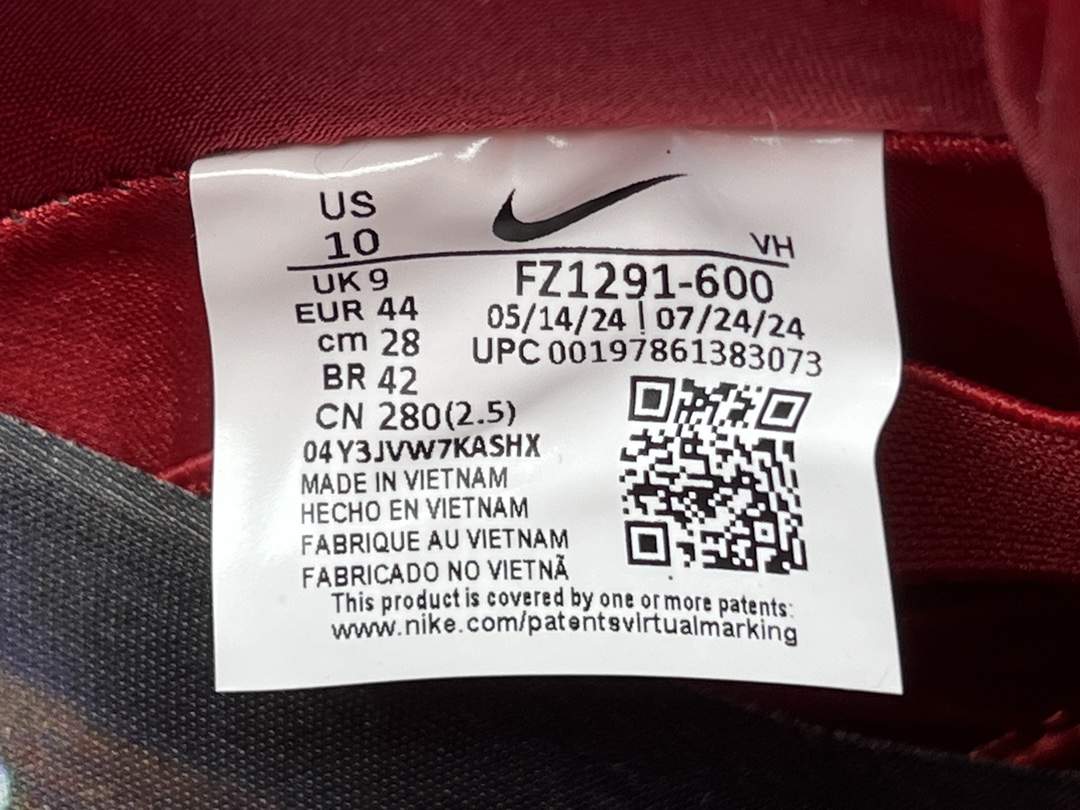 US
10
VH
UK 9
FZ1291-600
EUR 44
05/14/24 | 07/24/24
cm 28
UPC 00197861383073
BR 42
CN 280(2.5)
04Y3JVW7KASHX
MADE IN VIETNAM
HECHO EN VIETNAM
FABRIQUE AU VIETNAM
FABRICADO NO VIETNÃ
This product is covered by one or more patents:
www.nike.com/patentsvirtualmarking